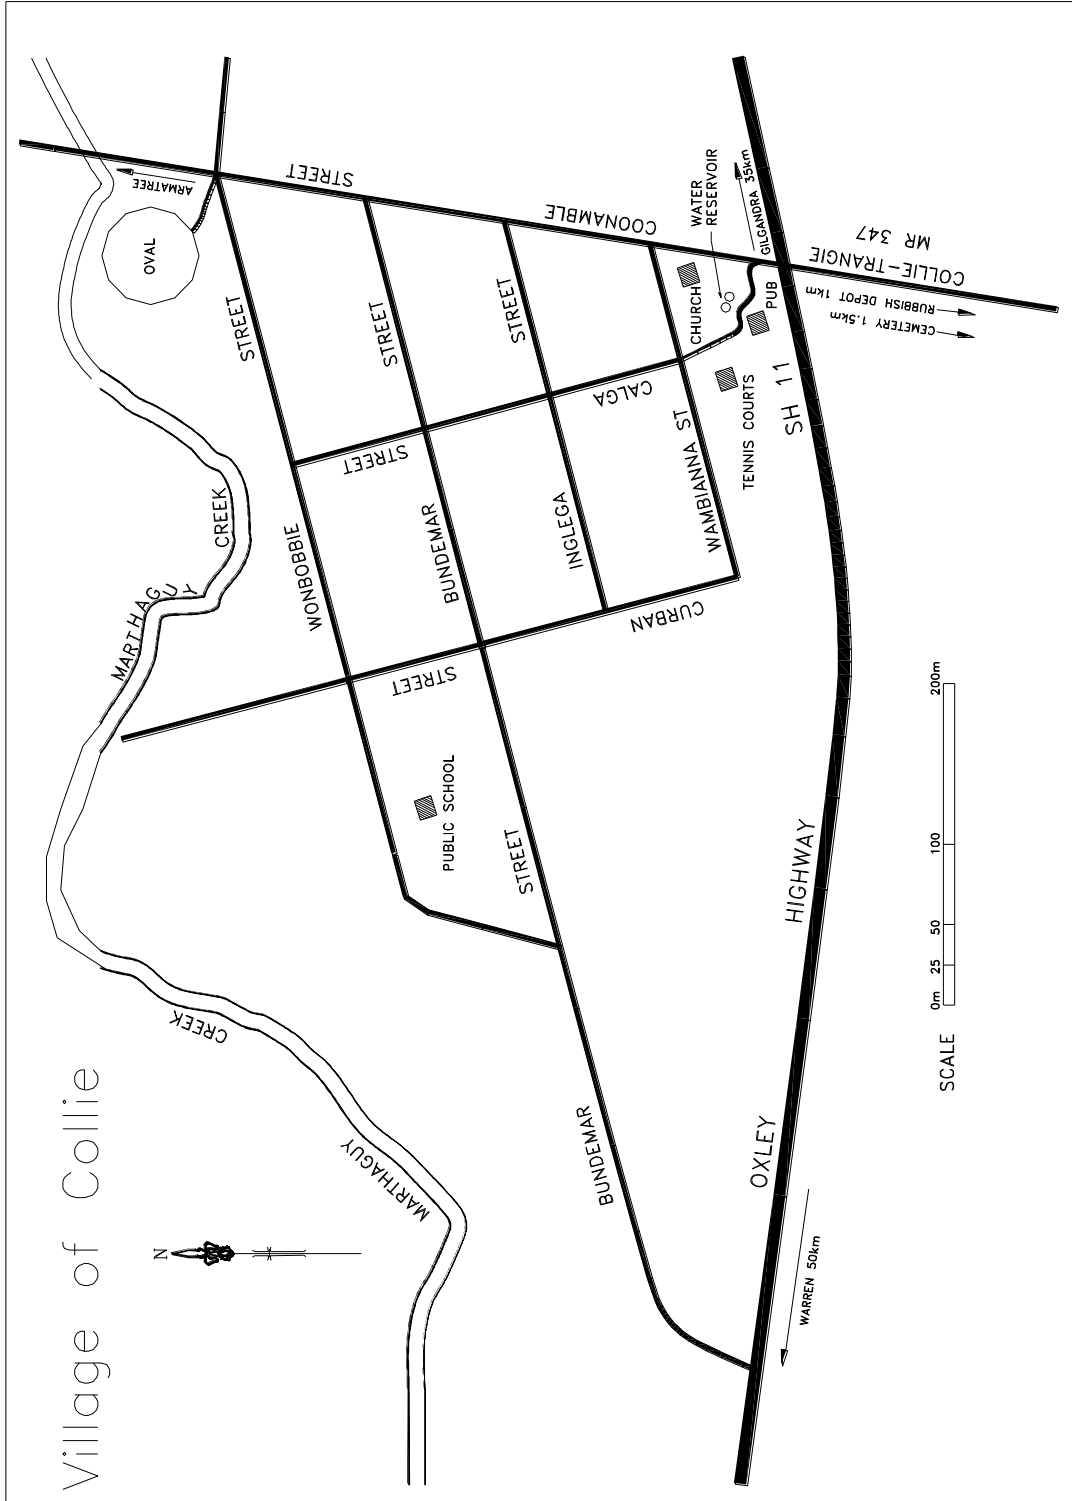 Village of Collie
N
MARTHAGUY
CREEK
MARTHAGUY
CREEK
OVAL
ARMATREE
WONBOBBIE
STREET
BUNDEMAR
STREET
BUNDEMAR
STREET
INGLEGA
STREET
WAMBIANNA ST
CURBAN
STREET
CALGA
STREET
COONAMBLE
STREET
PUBLIC SCHOOL
CHURCH
WATER
RESERVOIR
PUB
TENNIS COURTS
GILGANDRA 35km
OXLEY
HIGHWAY
SH 11
WARREN 50km
COLLIE-TRANGIE
MR 347
RUBBISH DEPOT 1km
CEMETERY 1.5km
SCALE
0m 25 50 100 200m